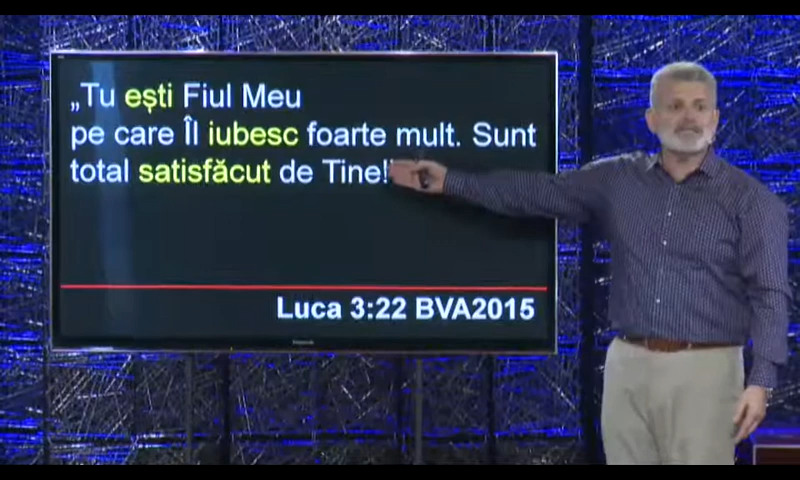 „Tu ești Fiul Meu
pe care Îl iubesc foarte mult. Sunt
total satisfăcut de Tine!
Luca 3:22 BVA2015